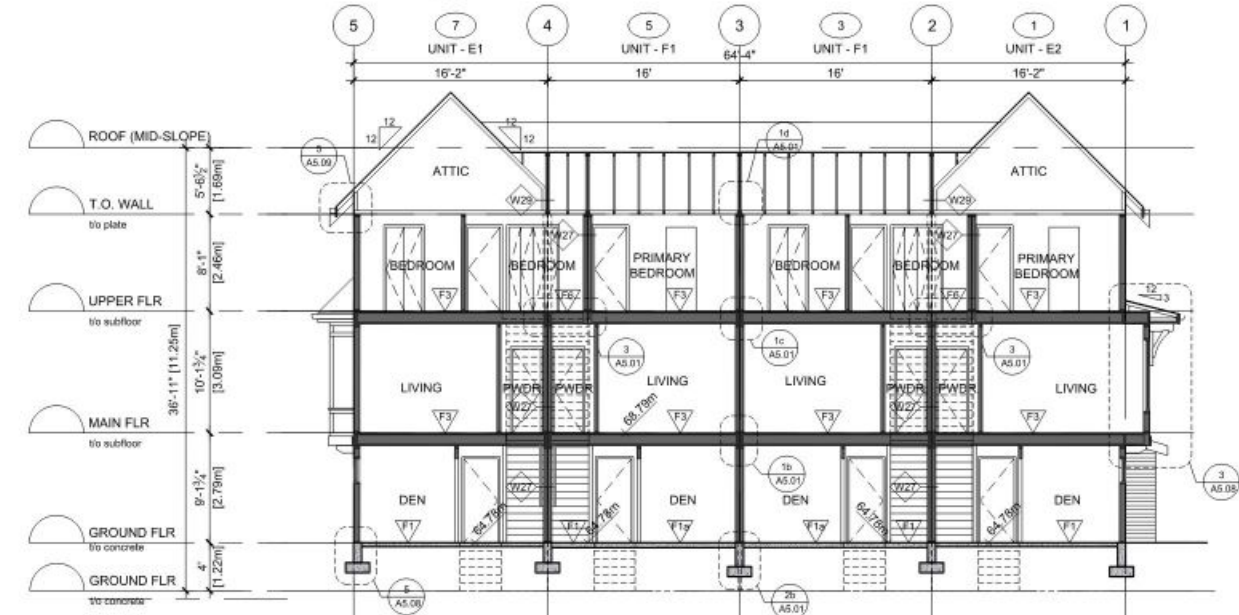 5 7 4 5 3 3 2 1 1
UNIT - E1 UNIT - F1 UNIT - F1 UNIT - E2
64'-4"
16'-2" 16' 16' 16'-2"
ROOF (MID-SLOPE)
12 12
12 12
5
A5.09
1d
A5.01
5'-6½"
[1.69m]
ATTIC ATTIC
W29 W29
T.O. WALL
t/o plate
W27 W27
8'-1"
[2.46m]
BEDROOM BEDROOM PRIMARY BEDROOM BEDROOM PRIMARY
BEDROOM BEDROOM
F3 F6 F3 F3 F6 F3
12
3
UPPER FLR
t/o subfloor
3
A5.01
1c
A5.01
3
A5.01
36'-11" [11.25m]
10'-1¾"
[3.09m]
LIVING PWDR PWDR LIVING LIVING PWDR PWDR LIVING
W27 W27
F3 68.79m F3 F3 F3
MAIN FLR
t/o subfloor
1b
A5.01
3
A5.08
9'-1¾"
[2.79m]
W27 W27
DEN DEN DEN DEN
F1 64.78m F1 64.78m F1a F1a 64.78m F1 64.78m F1
GROUND FLR
t/o concrete
4'
[1.22m]
GROUND FLR
t/o concrete
5
A5.08
2b
A5.01